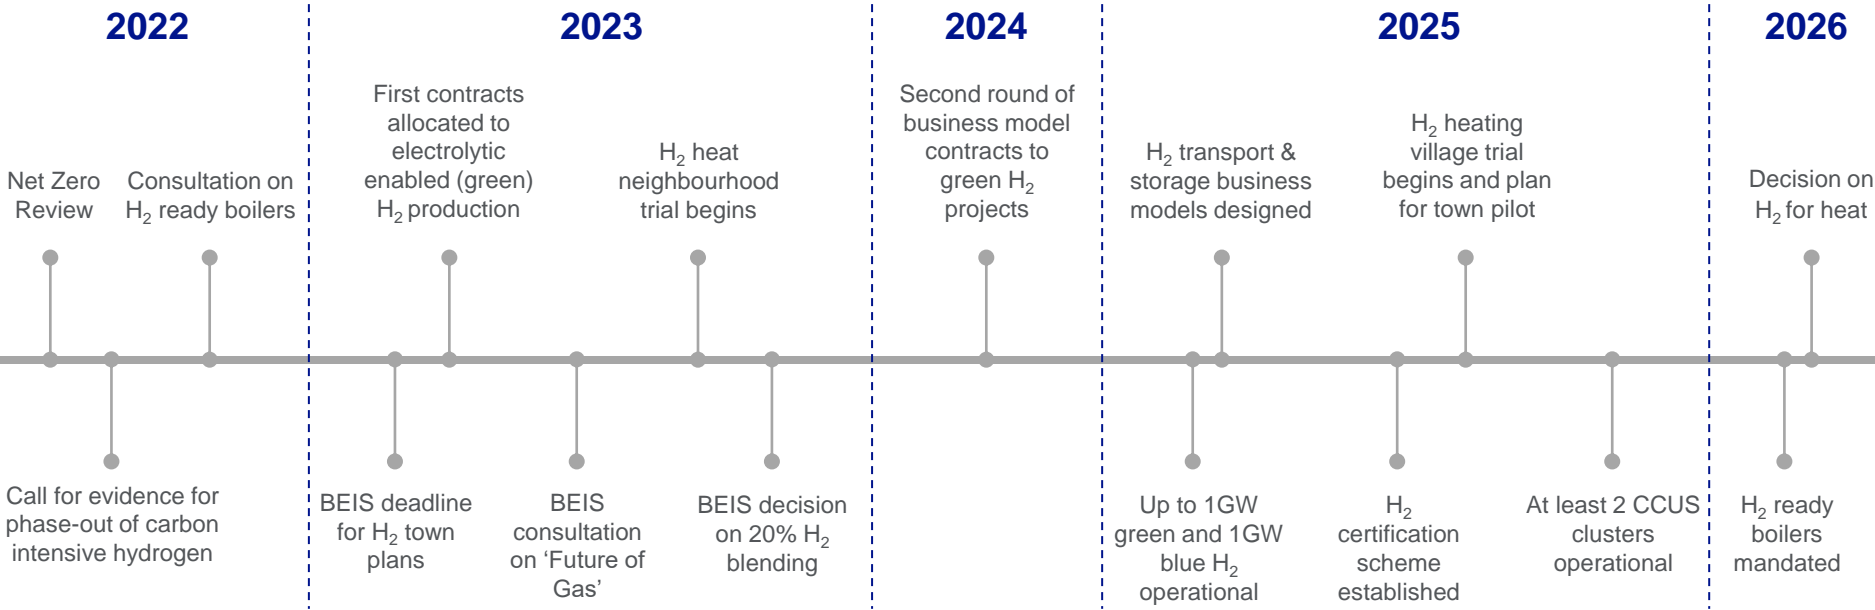 2022
2023
2024
2025
2026
Net Zero
Review
Consultation on
H₂ ready boilers
First contracts
allocated to
electrolytic
enabled (green)
H₂ production
H₂ heat
neighbourhood
trial begins
Second round of
business model
contracts to
green H₂
projects
H₂ transport &
storage business
models designed
H₂ heating
village trial
begins and plan
for town pilot
Decision on
H₂ for heat
Call for evidence for
phase-out of carbon
intensive hydrogen
BEIS deadline
for H₂ town
plans
BEIS
consultation
on ‘Future of
Gas’
BEIS decision
on 20% H₂
blending
Up to 1GW
green and 1GW
blue H₂
operational
H₂
certification
scheme
established
At least 2 CCUS
clusters
operational
H₂ ready
boilers
mandated